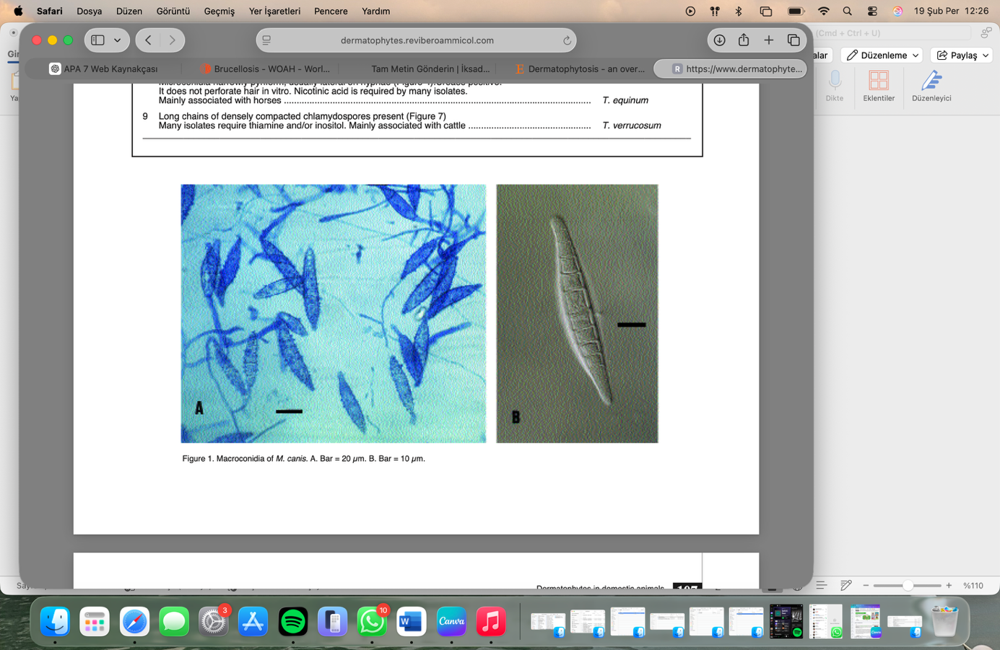 Safari Dosya Düzen Görüntü Geçmiş Yer İşaretleri Pencere Yardım
19 Şub Per 12:26
dermatophytes.reviberoammicol.com
(Cmd + Ctrl + U)
APA 7 Web Kaynakçası
Brucellosis - WOAH - Worl...
Tam Metin Gönderin | İksad...
E Dermatophytosis - an over...
R https://www.dermatophyte...
Düzenleme
Paylaş
Dikte
Eklentiler
Düzenleyici
It does not perforate hair in vitro. Nicotinic acid is required by many isolates.
Mainly associated with horses ... T. equinum
9 Long chains of densely compacted chlamydospores present (Figure 7)
Many isolates require thiamine and/or inositol. Mainly associated with cattle ... T. verrucosum
A
B
Figure 1. Macroconidia of M. canis. A. Bar = 20 µm. B. Bar = 10 µm.
Dermatophytes in domestic animals
%110
3
10
W
Canva